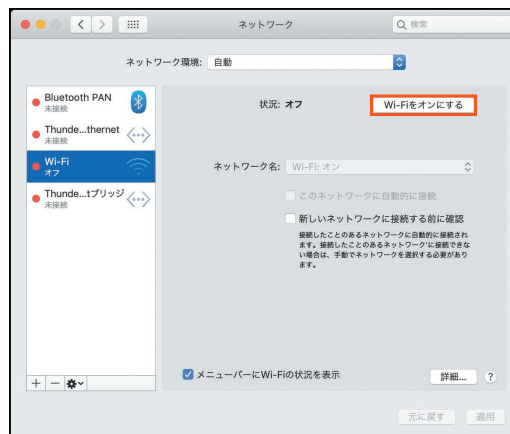 ネットワーク
検索
ネットワーク環境: 自動
Bluetooth PAN
未接続
Thunde...thernet
未接続
Wi-Fi
オフ
Thunde...tブリッジ
未接続
状況: オフ
Wi-Fiをオンにする
ネットワーク名: Wi-Fi: オン
このネットワークに自動的に接続
新しいネットワークに接続する前に確認
接続したことのあるネットワークに自動的に接続され
ます。接続したことのあるネットワークに接続できな
い場合は、手動でネットワークを選択する必要があり
ます。
メニューバーにWi-Fiの状況を表示
詳細...
?
元に戻す
適用